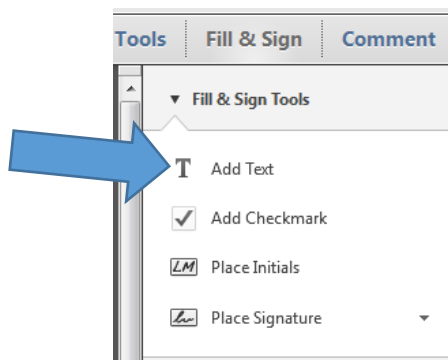 Tools Fill & Sign Comment
Fill & Sign Tools
T Add Text
Add Checkmark
LM Place Initials
Place Signature